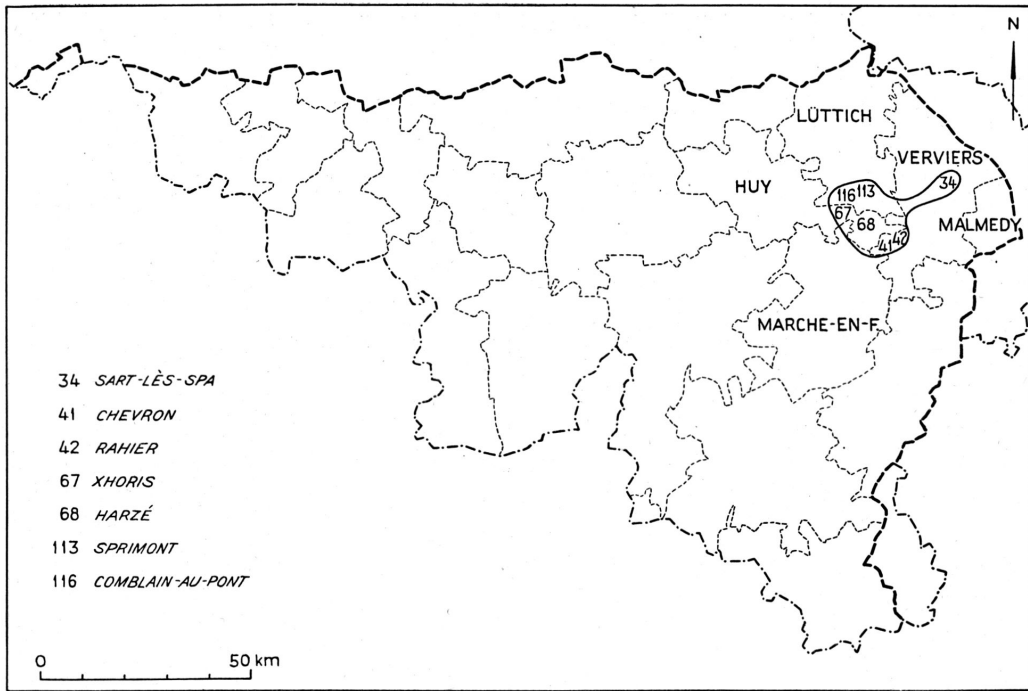 N
LÜTTICH
VERVIERS
HUY
116 113
34
67
68
MALMEDY
41 42
MARCHE-EN-F.
34 SART-LÈS-SPA
41 CHEVRON
42 RAHIER
67 XHORIS
68 HARZÉ
113 SPRIMONT
116 COMBLAIN-AU-PONT
0 50 km